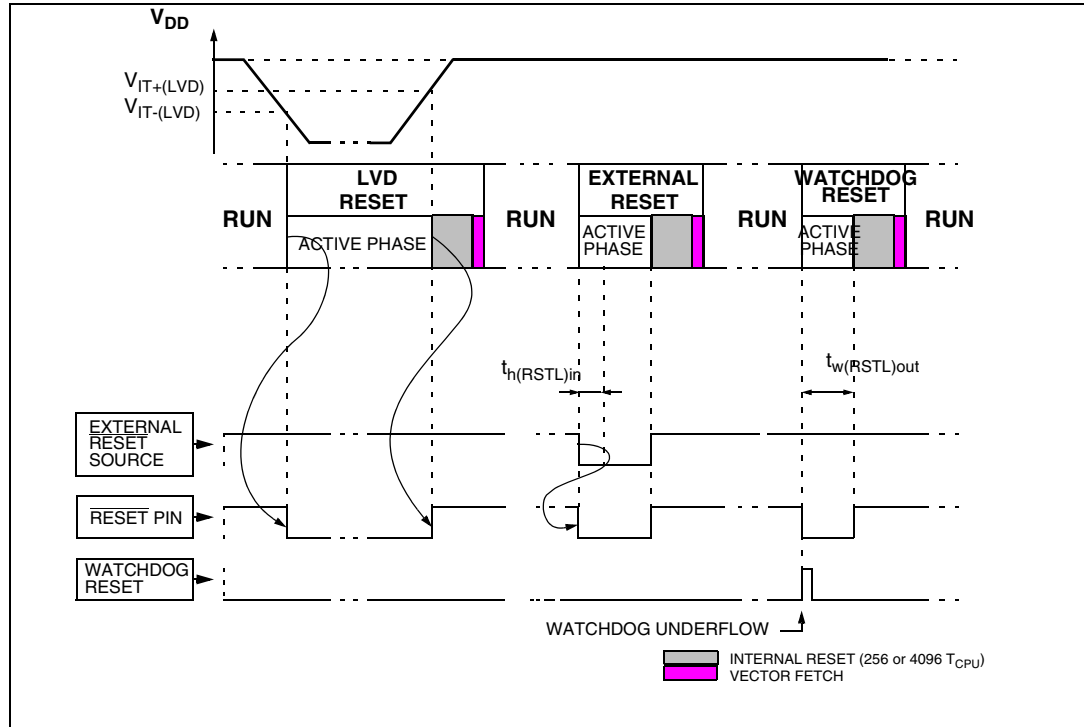 VDD
VIT+(LVD)
VIT-(LVD)
LVD
RESET
EXTERNAL
RESET
WATCHDOG
RESET
RUN
RUN
RUN
RUN
ACTIVE PHASE
ACTIVE
PHASE
ACTIVE
PHASE
th(RSTL)in
tw(RSTL)out
EXTERNAL
RESET
SOURCE
RESET PIN
WATCHDOG
RESET
WATCHDOG UNDERFLOW
INTERNAL RESET (256 or 4096 TCPU)
VECTOR FETCH